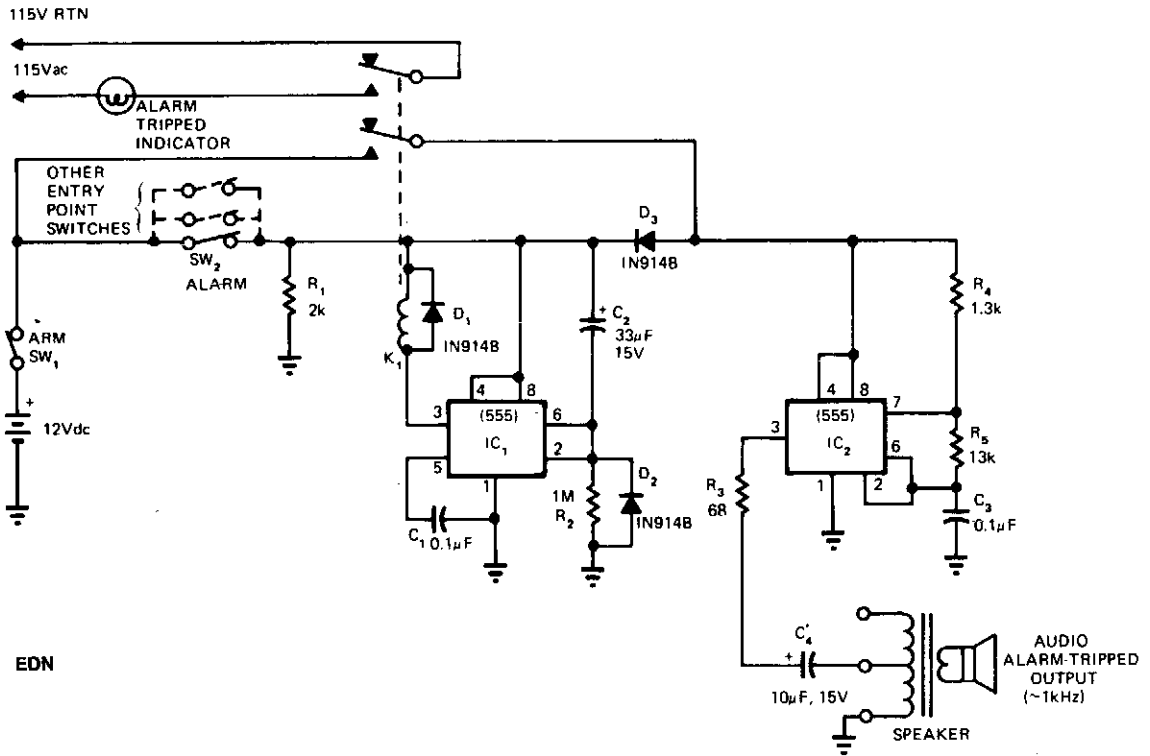 115V RTN
115Vac
ALARM
TRIPPED
INDICATOR
OTHER
ENTRY
POINT
SWITCHES
SW2
ALARM
R1
2k
ARM
SW1
+
12Vdc
K1
D1
IN914B
+
C2
33μF
15V
D3
IN914B
4
8
(555)
IC1
3
5
6
2
1
C1
0.1μF
1M
R2
D2
IN914B
R4
1.3k
4
8
(555)
IC2
3
7
6
1
2
R5
13k
C3
0.1μF
R3
68
+
C4
10μF, 15V
AUDIO
ALARM-TRIPPED
OUTPUT
(~1kHz)
SPEAKER
EDN